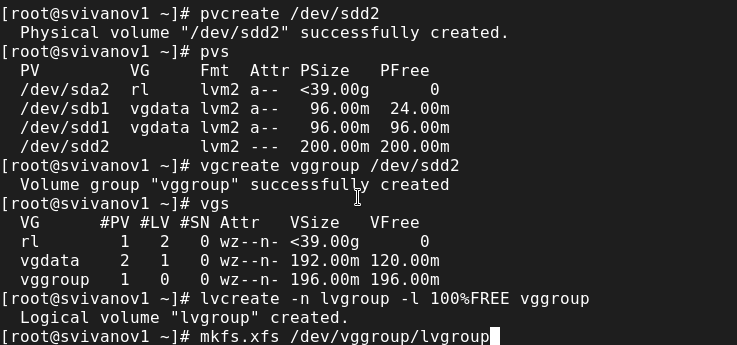 [root@svivanov1 ~]# pvcreate /dev/sdd2
  Physical volume "/dev/sdd2" successfully created.
[root@svivanov1 ~]# pvs
  PV         VG     Fmt  Attr PSize   PFree
  /dev/sda2  rl     lvm2 a--  <39.00g      0
  /dev/sdb1  vgdata lvm2 a--   96.00m  24.00m
  /dev/sdd1  vgdata lvm2 a--   96.00m  96.00m
  /dev/sdd2         lvm2 ---  200.00m 200.00m
[root@svivanov1 ~]# vgcreate vggroup /dev/sdd2
  Volume group "vggroup" successfully created
[root@svivanov1 ~]# vgs
  VG      #PV #LV #SN Attr   VSize   VFree
  rl        1   2   0 wz--n- <39.00g      0
  vgdata    2   1   0 wz--n- 192.00m 120.00m
  vggroup   1   0   0 wz--n- 196.00m 196.00m
[root@svivanov1 ~]# lvcreate -n lvgroup -l 100%FREE vggroup
  Logical volume "lvgroup" created.
[root@svivanov1 ~]# mkfs.xfs /dev/vggroup/lvgroup